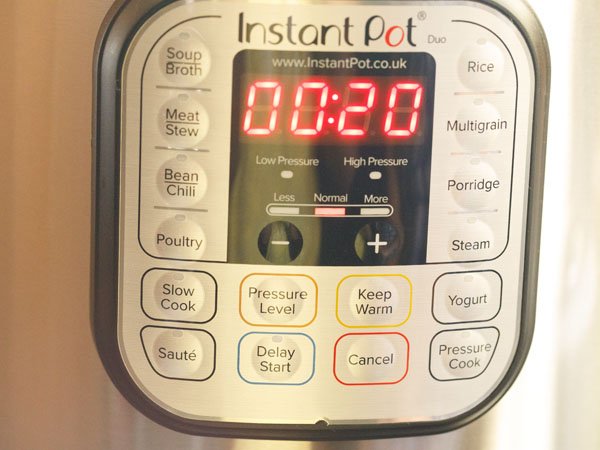 Instant Pot®
Duo
www.InstantPot.co.uk
00:20
Low Pressure
High Pressure
Less
Normal
More
−
+
Soup
Broth
Meat
Stew
Bean
Chili
Poultry
Rice
Multigrain
Porridge
Steam
Slow
Cook
Pressure
Level
Keep
Warm
Yogurt
Sauté
Delay
Start
Cancel
Pressure
Cook